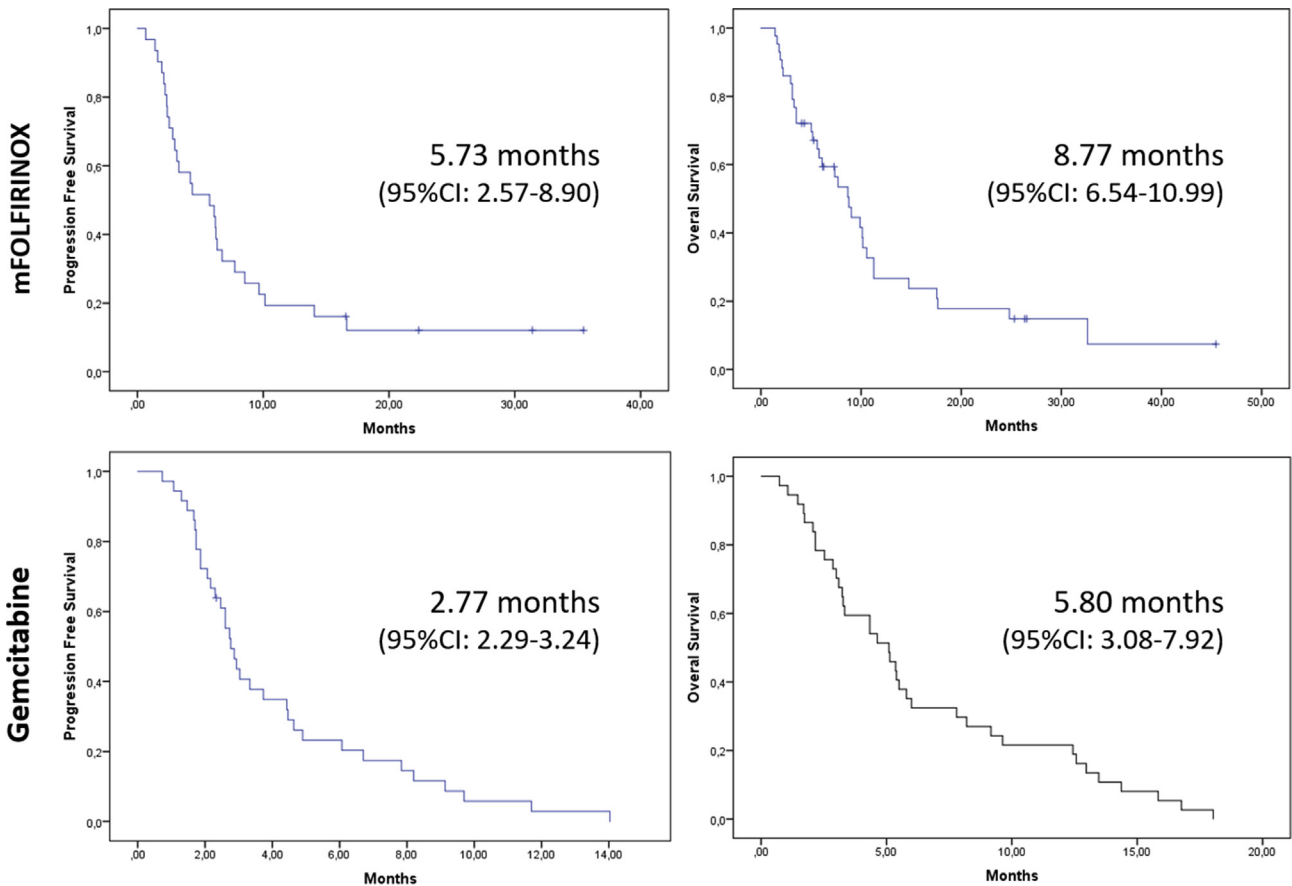 mFOLFIRINOX
Progression Free Survival
1,0
0,8
0,6
0,4
0,2
0,0
5.73 months
(95%CI: 2.57-8.90)
,00 10,00 20,00 30,00 40,00
Months
Overal Survival
1,0
0,8
0,6
0,4
0,2
0,0
8.77 months
(95%CI: 6.54-10.99)
,00 10,00 20,00 30,00 40,00 50,00
Months
Gemcitabine
Progression Free Survival
1,0
0,8
0,6
0,4
0,2
0,0
2.77 months
(95%CI: 2.29-3.24)
,00 2,00 4,00 6,00 8,00 10,00 12,00 14,00
Months
Overal Survival
1,0
0,8
0,6
0,4
0,2
0,0
5.80 months
(95%CI: 3.08-7.92)
,00 5,00 10,00 15,00 20,00
Months